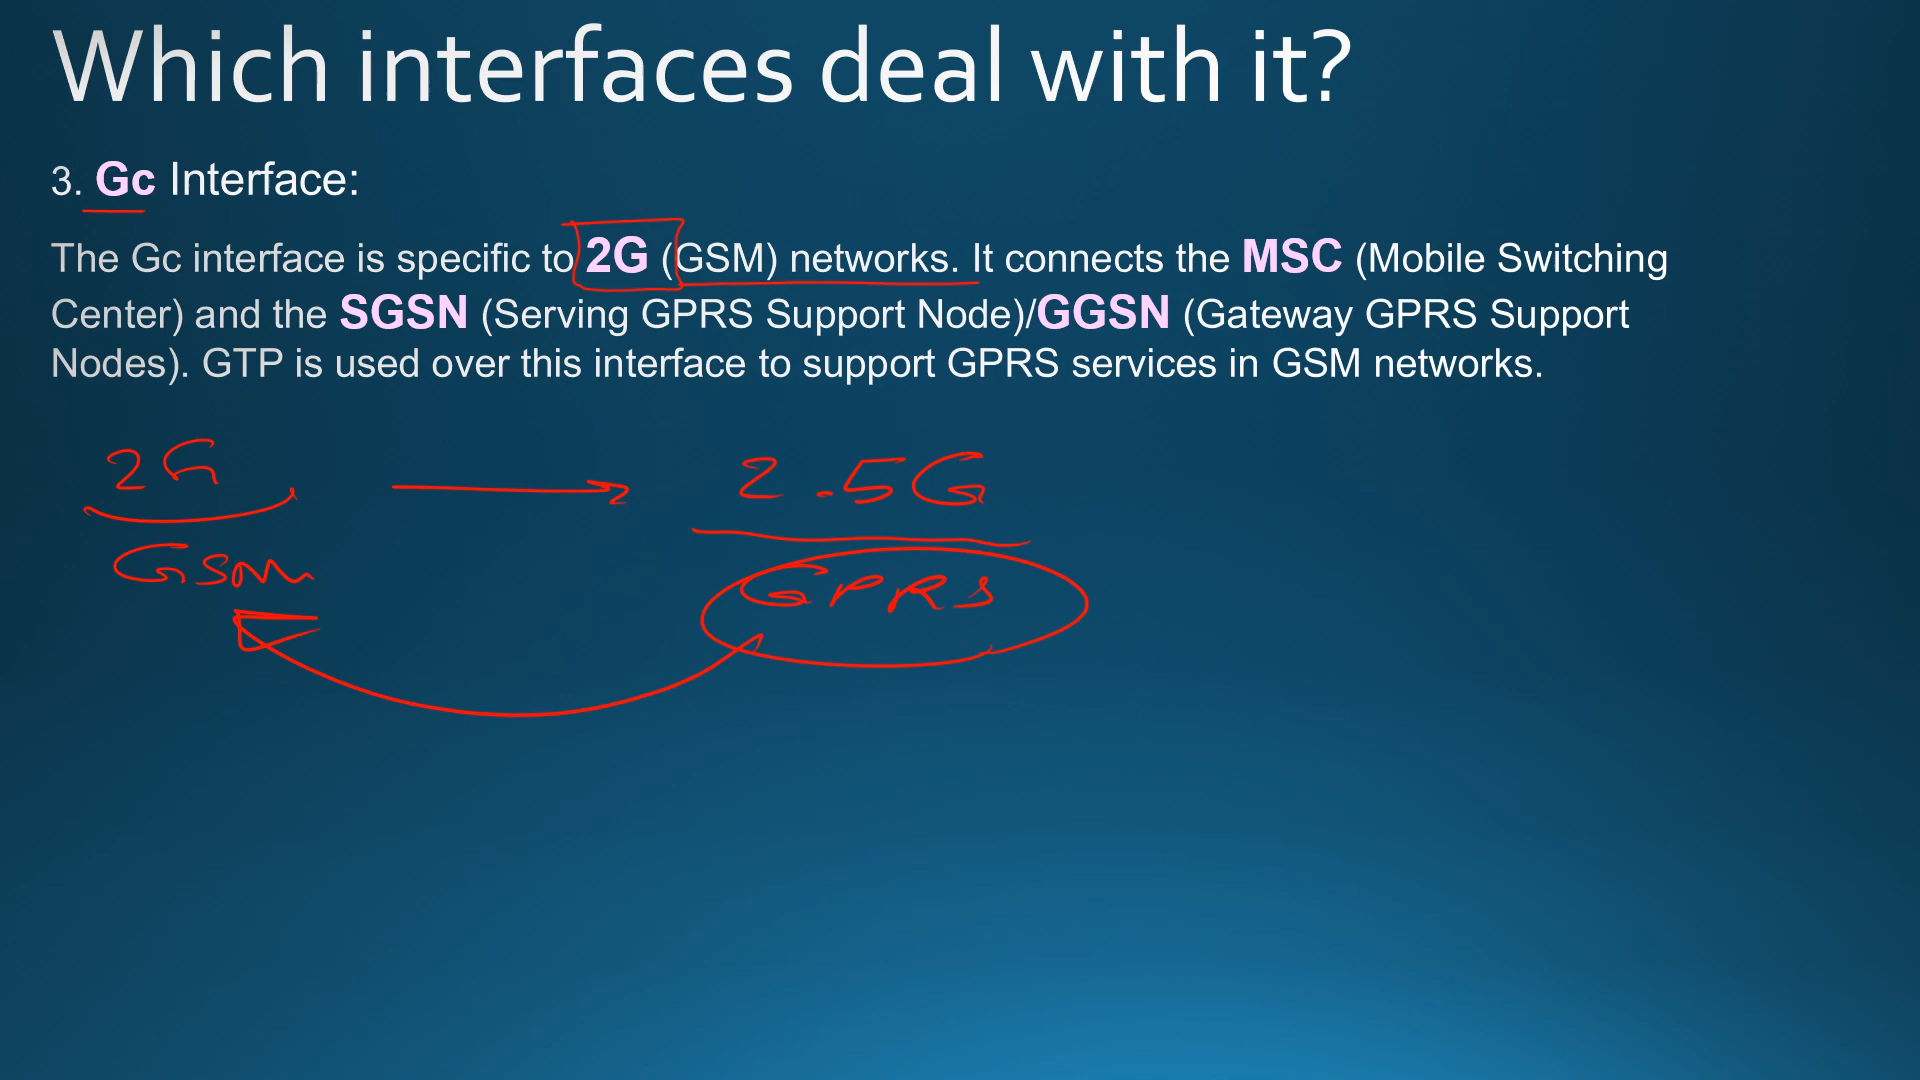 Which interfaces deal with it?
3. Gc Interface:
The Gc interface is specific to 2G (GSM) networks. It connects the MSC (Mobile Switching
Center) and the SGSN (Serving GPRS Support Node)/GGSN (Gateway GPRS Support
Nodes). GTP is used over this interface to support GPRS services in GSM networks.
2G 2.5G
GSM GPRS